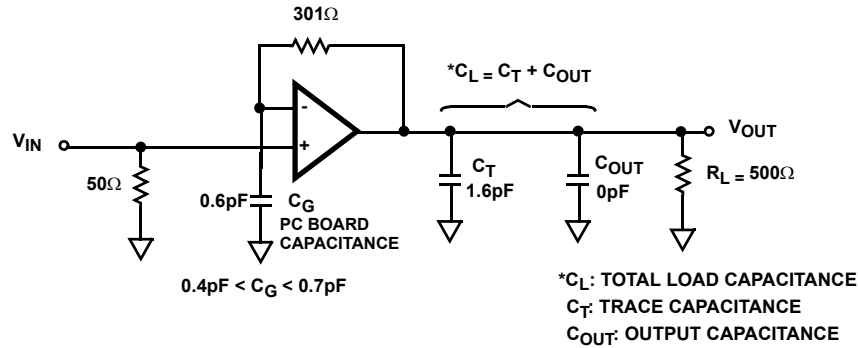 301Ω
*CL = CT + COUT
-
+
VIN
VOUT
50Ω
0.6pF
CG
PC BOARD
CAPACITANCE
CT
1.6pF
COUT
0pF
RL = 500Ω
0.4pF < CG < 0.7pF
*CL: TOTAL LOAD CAPACITANCE
CT: TRACE CAPACITANCE
COUT: OUTPUT CAPACITANCE